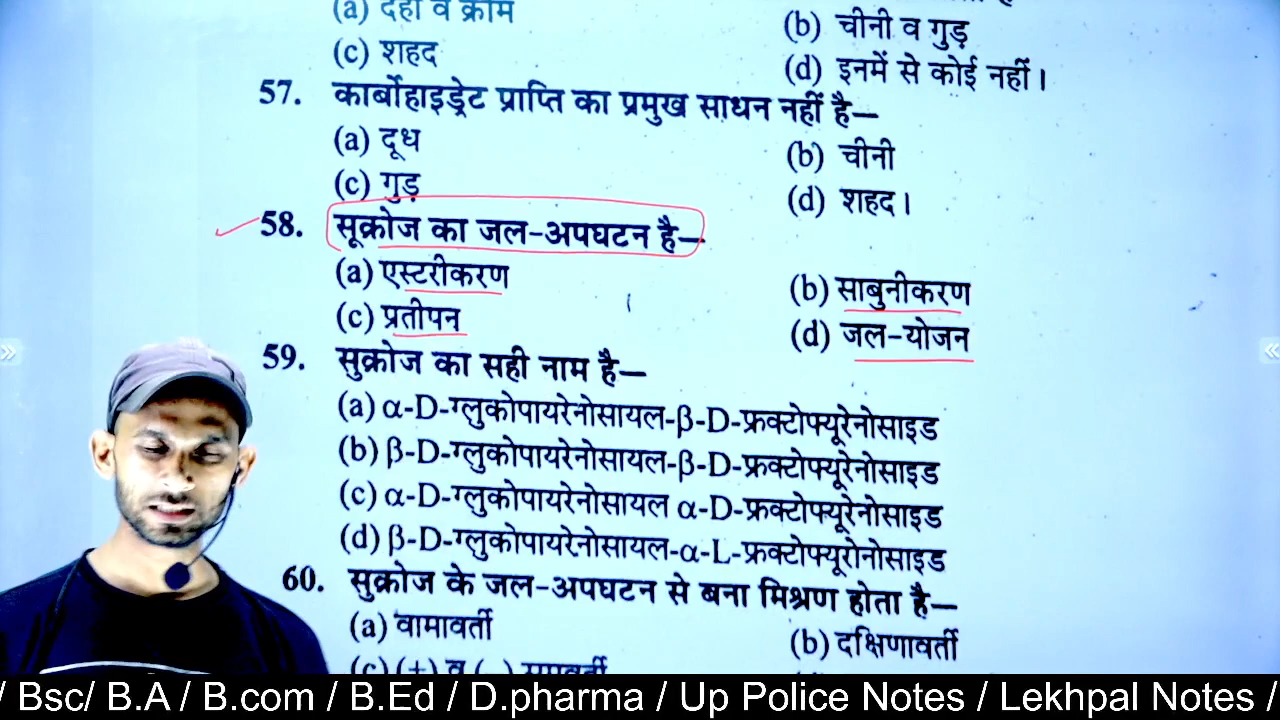 (a) दही व क्रीम
(b) चीनी व गुड़
(c) शहद
(d) इनमें से कोई नहीं।
57. कार्बोहाइड्रेट प्राप्ति का प्रमुख साधन नहीं है—
(a) दूध
(b) चीनी
(c) गुड़
(d) शहद।
58. सूक्रोज का जल-अपघटन है—
(a) एस्टरीकरण
(b) साबुनीकरण
(c) प्रतीपन
(d) जल-योजन
59. सुक्रोज का सही नाम है—
(a) α-D-ग्लुकोपायरेनोसायल-β-D-फ्रक्टोफ्यूरेनोसाइड
(b) β-D-ग्लुकोपायरेनोसायल-β-D-फ्रक्टोफ्यूरेनोसाइड
(c) α-D-ग्लुकोपायरेनोसायल α-D-फ्रक्टोफ्यूरेनोसाइड
(d) β-D-ग्लुकोपायरेनोसायल-α-L-फ्रक्टोफ्यूरोनोसाइड
60. सुक्रोज के जल-अपघटन से बना मिश्रण होता है—
(a) वामावर्ती
(b) दक्षिणावर्ती
(c) (+) व (-)
/ Bsc/ B.A / B.com / B.Ed / D.pharma / Up Police Notes / Lekhpal Notes /